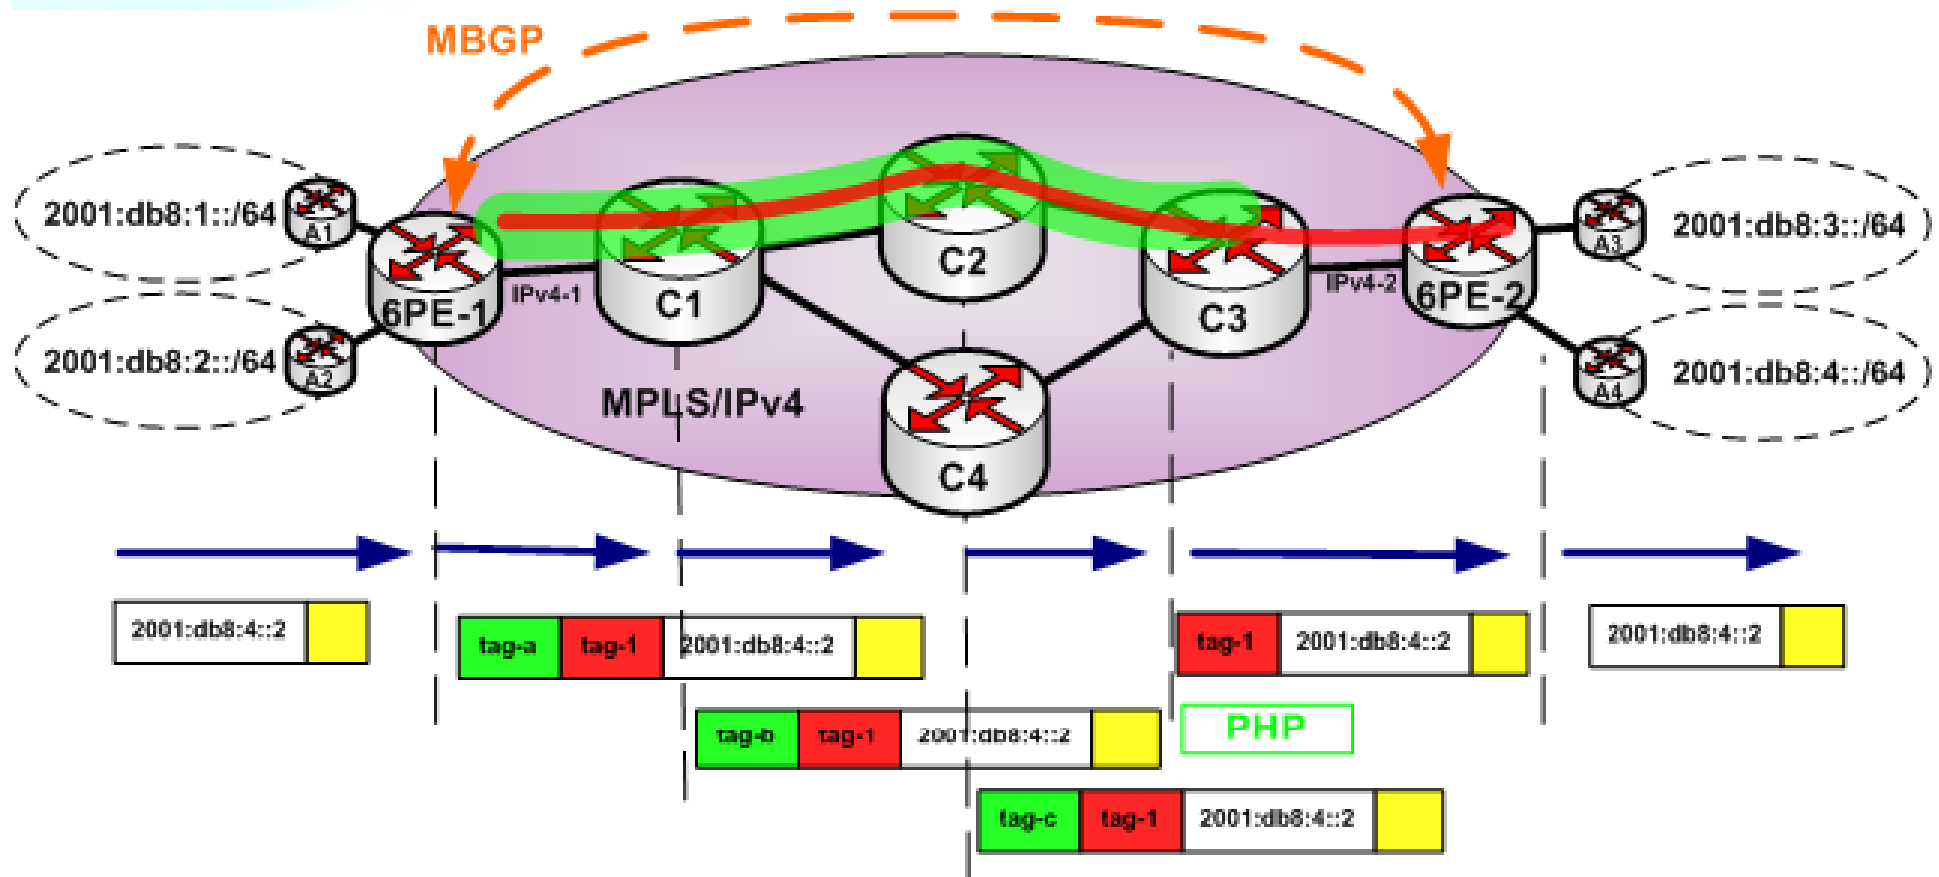 MBGP
2001:db8:1::/64
A1
6PE-1
IPv4-1
C1
C2
C3
IPv4-2
6PE-2
A3
2001:db8:3::/64
2001:db8:2::/64
A2
MPLS/IPv4
C4
A4
2001:db8:4::/64
2001:db8:4::2
tag-a tag-1 2001:db8:4::2
tag-1 2001:db8:4::2
2001:db8:4::2
tag-b tag-1 2001:db8:4::2
PHP
tag-c tag-1 2001:db8:4::2